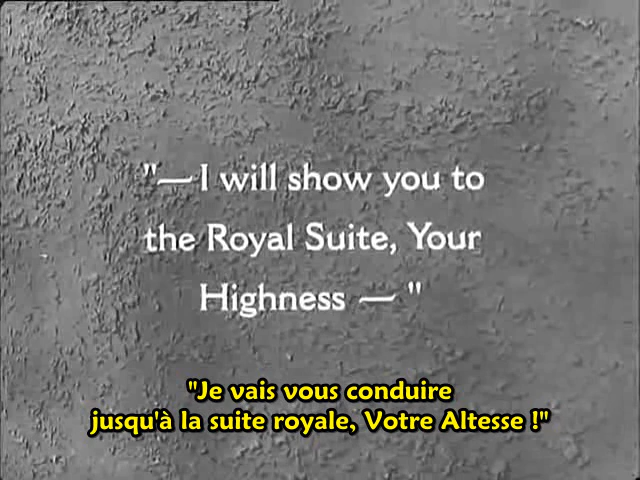 "—I will show you to
the Royal Suite, Your
Highness — "
"Je vais vous conduire
jusqu'à la suite royale, Votre Altesse !"